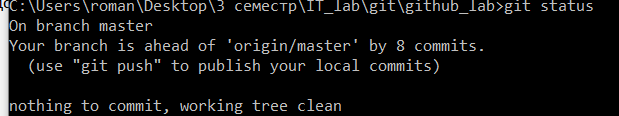 C:\Users\roman\Desktop\3 семестр\IT_lab\git\github_lab>git status
On branch master
Your branch is ahead of 'origin/master' by 8 commits.
  (use "git push" to publish your local commits)

nothing to commit, working tree clean